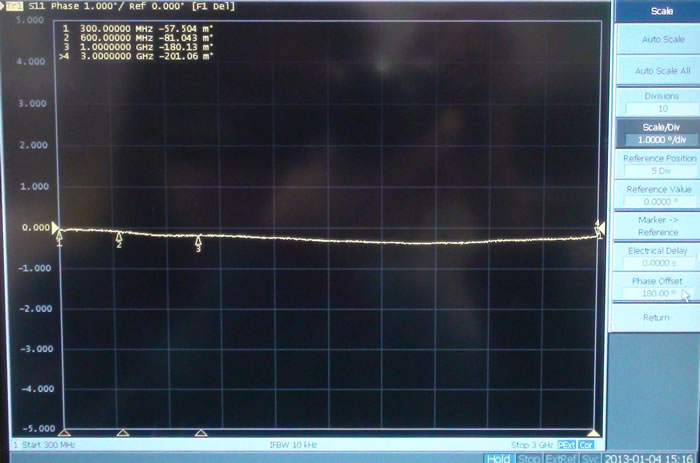 Tr1 S11 Phase 1.000°/ Ref 0.000° [F1 Del]
5.000
1 300.00000 MHz -57.504 m°
2 600.00000 MHz -81.043 m°
3 1.0000000 GHz -180.13 m°
>4 3.0000000 GHz -201.06 m°
4.000
3.000
2.000
1.000
0.000
1
2
3
4
-1.000
-2.000
-3.000
-4.000
-5.000
1 Start 300 MHz
IFBW 10 kHz
Stop 3 GHz PExt Cor
Scale
Auto Scale
Auto Scale All
Divisions
10
Scale/Div
1.0000 °/div
Reference Position
5 Div
Reference Value
0.0000 °
Marker ->
Reference
Electrical Delay
0.0000 s
Phase Offset
180.00 °
Return
Hold Stop ExtRef Svc 2013-01-04 15:16